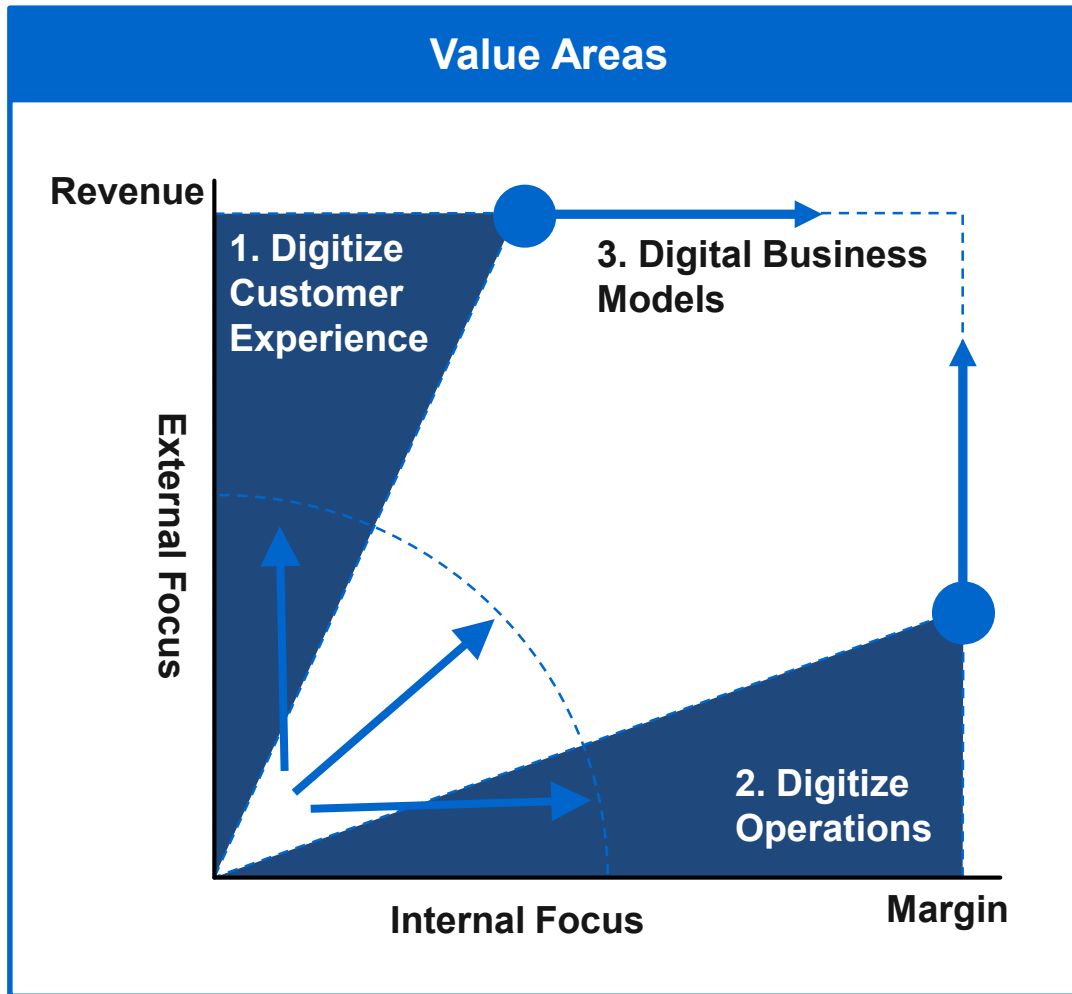 Value Areas
Revenue
1. Digitize
Customer
Experience
3. Digital Business
Models
External Focus
2. Digitize
Operations
Internal Focus
Margin